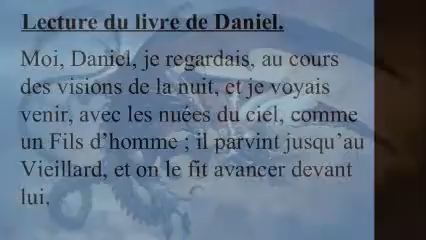 Lecture du livre de Daniel.
Moi, Daniel, je regardais, au cours
des visions de la nuit, et je voyais
venir, avec les nuées du ciel, comme
un Fils d’homme ; il parvint jusqu’au
Vieillard, et on le fit avancer devant
lui,